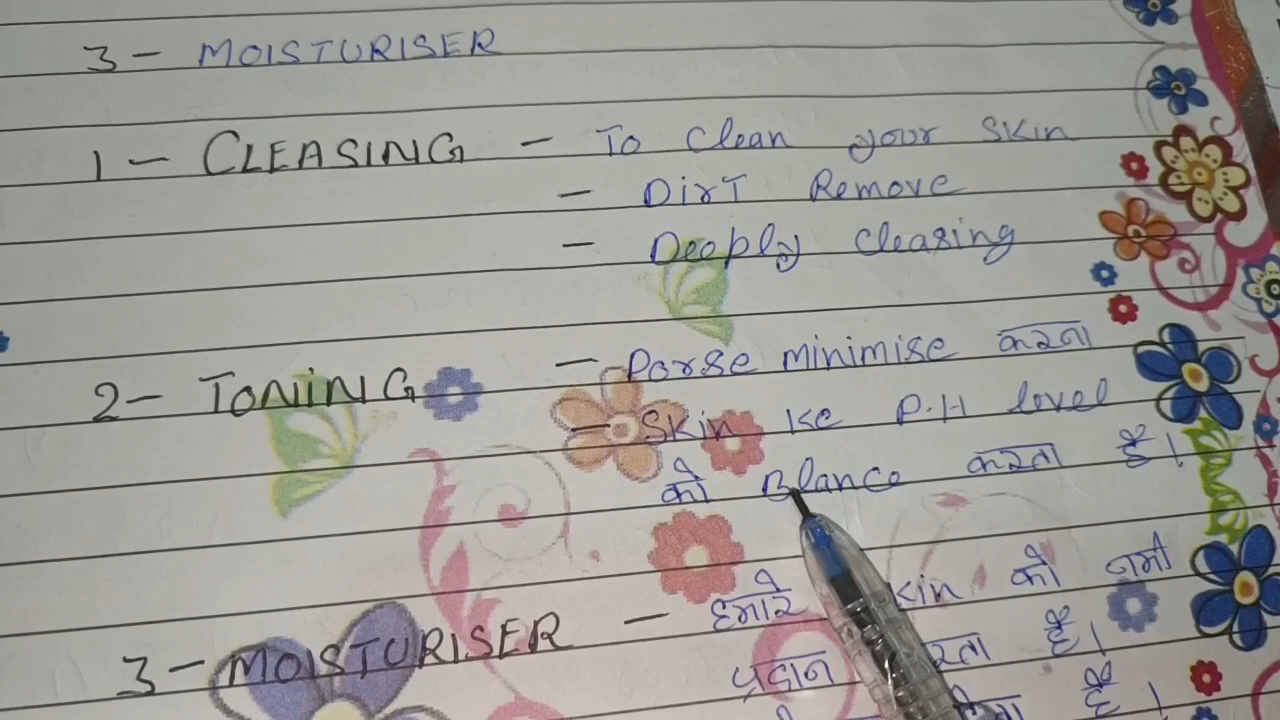 3 - MOISTURISER
1 - CLEASING - To Clean your Skin
- Dirt Remove
- Deeply Cleasing
2 - TONING - Porse minimise करना
- Skin ke P.H level
को Blance करता है।
3 - MOISTURISER - हमारे को नमी
प्रदान है।
है।